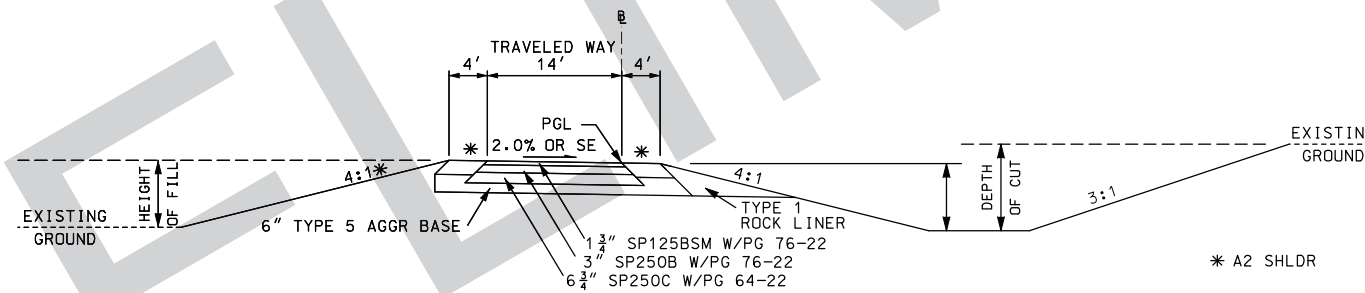 B
TRAVELED WAY
4' 14' 4'
PGL
* 2.0% OR SE *
EXISTIN
GROUND
HEIGHT
OF FILL
4:1*
4:1
DEPTH
OF CUT
3:1
EXISTING
GROUND
6" TYPE 5 AGGR BASE
TYPE 1
ROCK LINER
1 3/4" SP125BSM W/PG 76-22
3" SP250B W/PG 76-22
6 3/4" SP250C W/PG 64-22
* A2 SHLDR